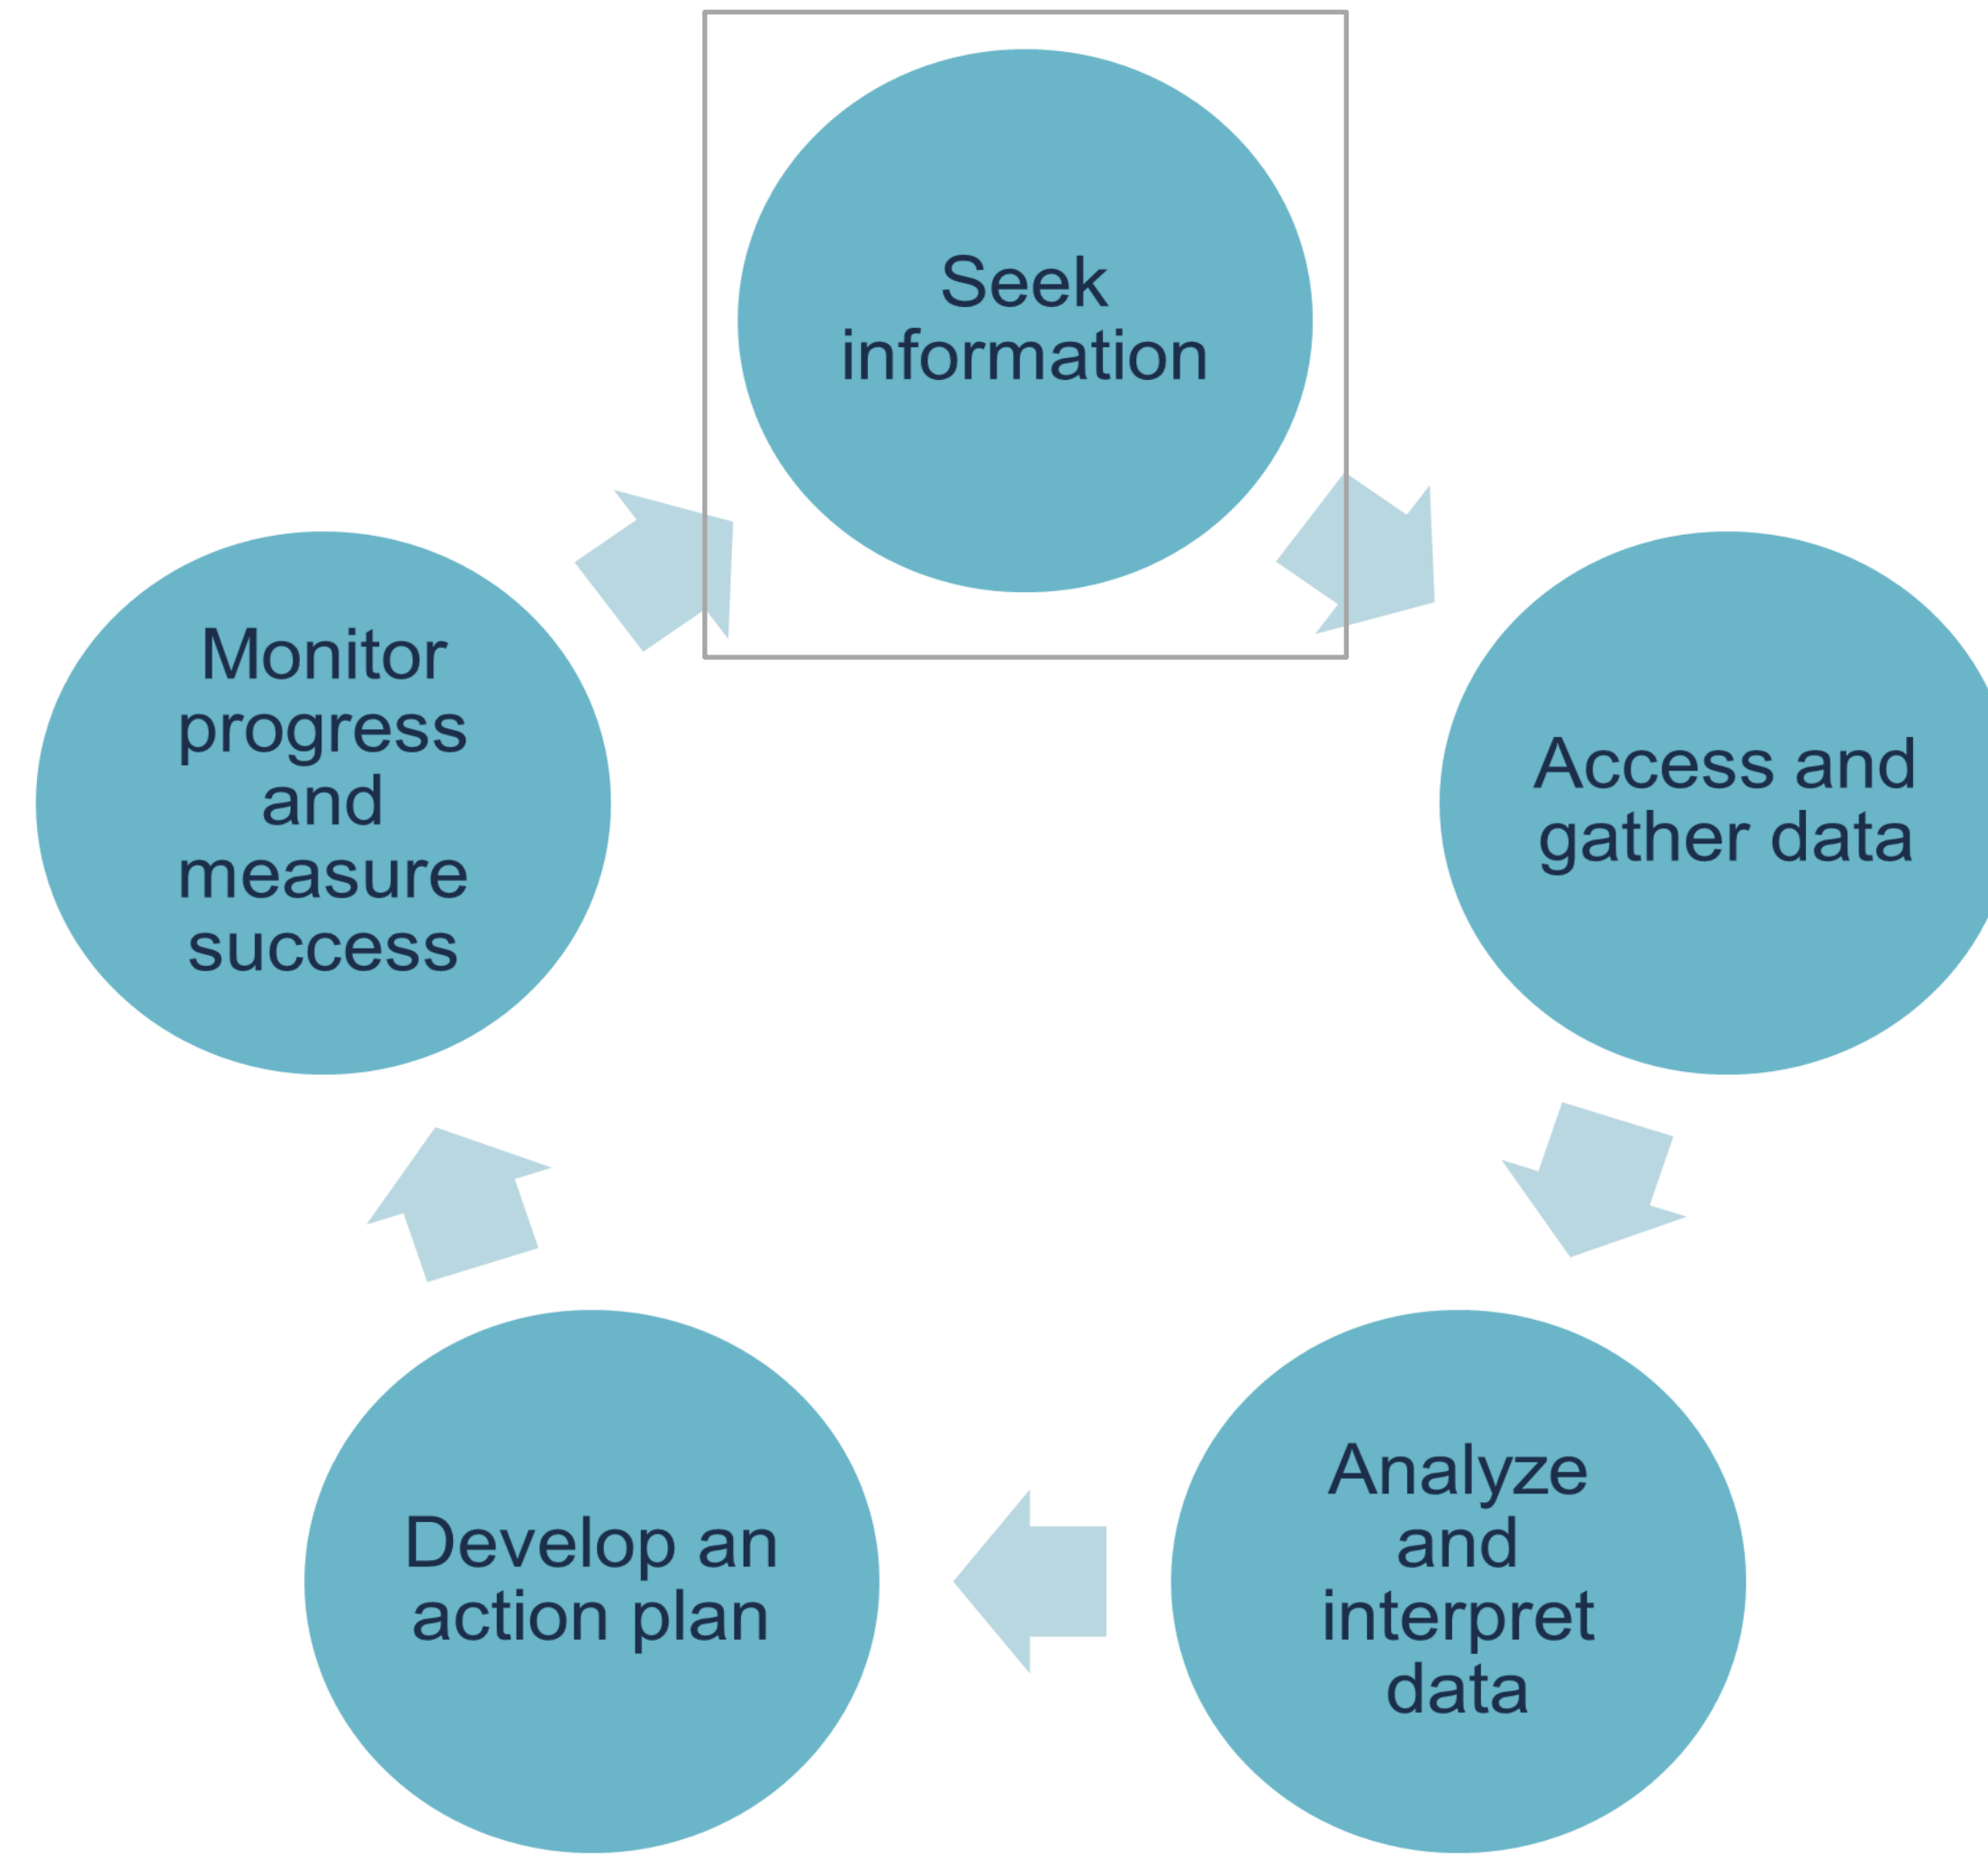 Seek
information
Access and
gather data
Analyze
and
interpret
data
Develop an
action plan
Monitor
progress
and
measure
success